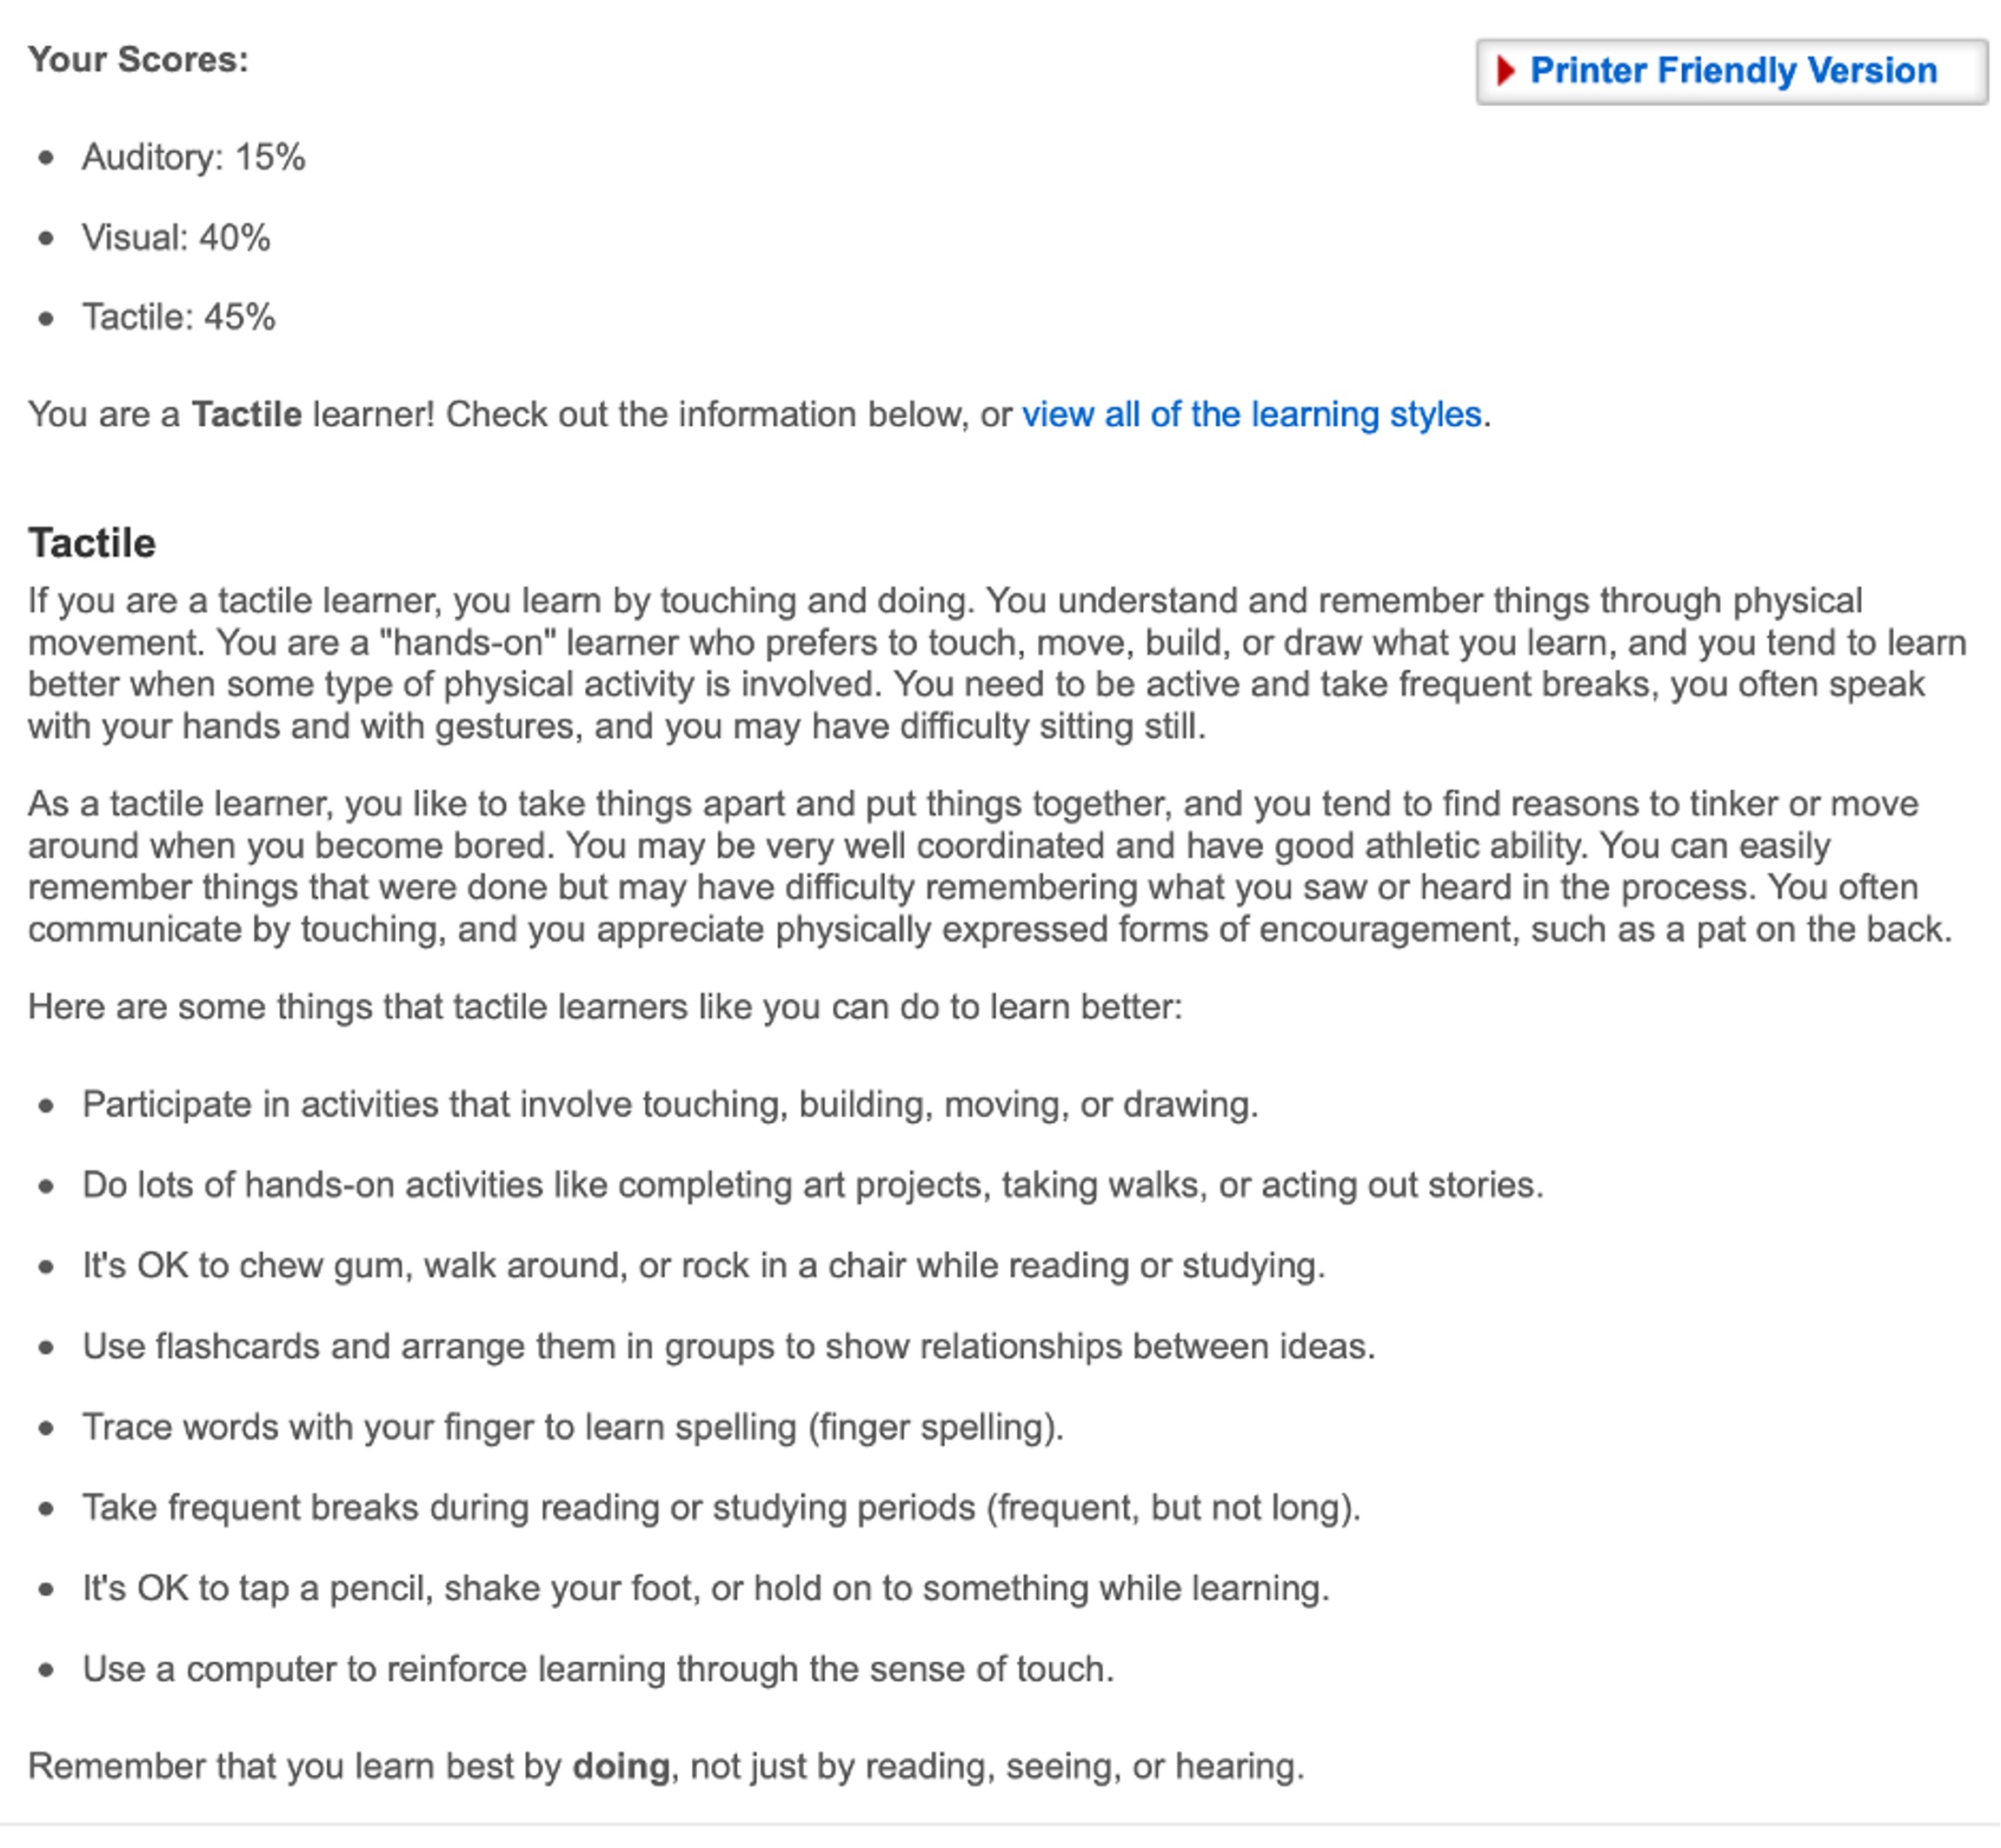 Your Scores:
Printer Friendly Version
Auditory: 15%
Visual: 40%
Tactile: 45%
You are a Tactile learner! Check out the information below, or view all of the learning styles.
Tactile
If you are a tactile learner, you learn by touching and doing. You understand and remember things through physical
movement. You are a "hands-on" learner who prefers to touch, move, build, or draw what you learn, and you tend to learn
better when some type of physical activity is involved. You need to be active and take frequent breaks, you often speak
with your hands and with gestures, and you may have difficulty sitting still.
As a tactile learner, you like to take things apart and put things together, and you tend to find reasons to tinker or move
around when you become bored. You may be very well coordinated and have good athletic ability. You can easily
remember things that were done but may have difficulty remembering what you saw or heard in the process. You often
communicate by touching, and you appreciate physically expressed forms of encouragement, such as a pat on the back.
Here are some things that tactile learners like you can do to learn better:
Participate in activities that involve touching, building, moving, or drawing.
Do lots of hands-on activities like completing art projects, taking walks, or acting out stories.
It's OK to chew gum, walk around, or rock in a chair while reading or studying.
Use flashcards and arrange them in groups to show relationships between ideas.
Trace words with your finger to learn spelling (finger spelling).
Take frequent breaks during reading or studying periods (frequent, but not long).
It's OK to tap a pencil, shake your foot, or hold on to something while learning.
Use a computer to reinforce learning through the sense of touch.
Remember that you learn best by doing, not just by reading, seeing, or hearing.